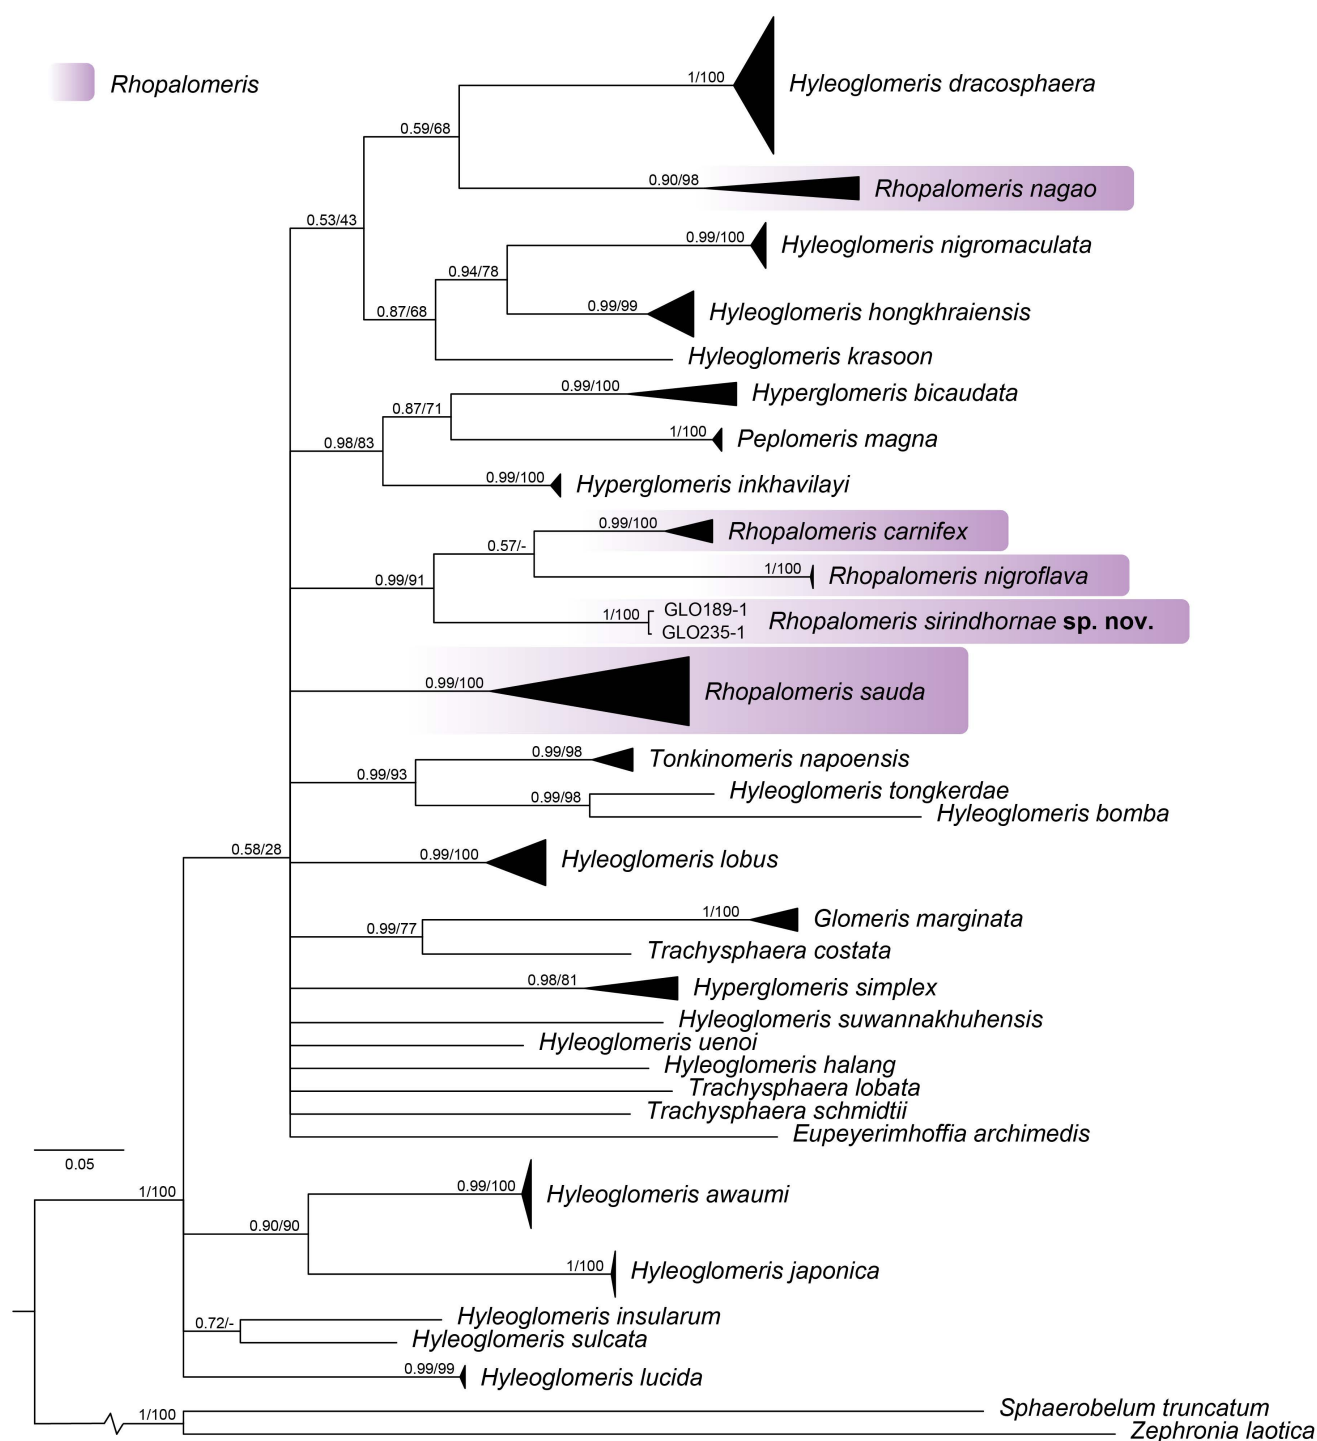 Rhopalomeris
1/100
Hyleoglomeris dracosphaera
0.59/68
0.90/98
Rhopalomeris nagao
0.53/43
0.99/100
Hyleoglomeris nigromaculata
0.94/78
0.87/68
0.99/99
Hyleoglomeris hongkhraiensis
Hyleoglomeris krasoon
0.99/100
Hyperglomeris bicaudata
0.87/71
0.98/83
1/100
Peplomeris magna
0.99/100
Hyperglomeris inkhavilayi
0.99/100
Rhopalomeris carnifex
0.57/-
0.99/91
1/100
Rhopalomeris nigroflava
1/100
GLO189-1
GLO235-1
Rhopalomeris sirindhornae sp. nov.
0.99/100
Rhopalomeris sauda
0.99/98
Tonkinomeris napoensis
0.99/93
0.99/98
Hyleoglomeris tongkerdae
Hyleoglomeris bomba
0.58/28
0.99/100
Hyleoglomeris lobus
1/100
Glomeris marginata
0.99/77
Trachysphaera costata
0.98/81
Hyperglomeris simplex
Hyleoglomeris suwannakhuhensis
Hyleoglomeris uenoi
Hyleoglomeris halang
Trachysphaera lobata
Trachysphaera schmidtii
Eupeyerimhoffia archimedis
0.05
1/100
0.99/100
Hyleoglomeris awaumi
0.90/90
1/100
Hyleoglomeris japonica
0.72/-
Hyleoglomeris insularum
Hyleoglomeris sulcata
0.99/99
Hyleoglomeris lucida
1/100
Sphaerobelum truncatum
Zephronia laotica